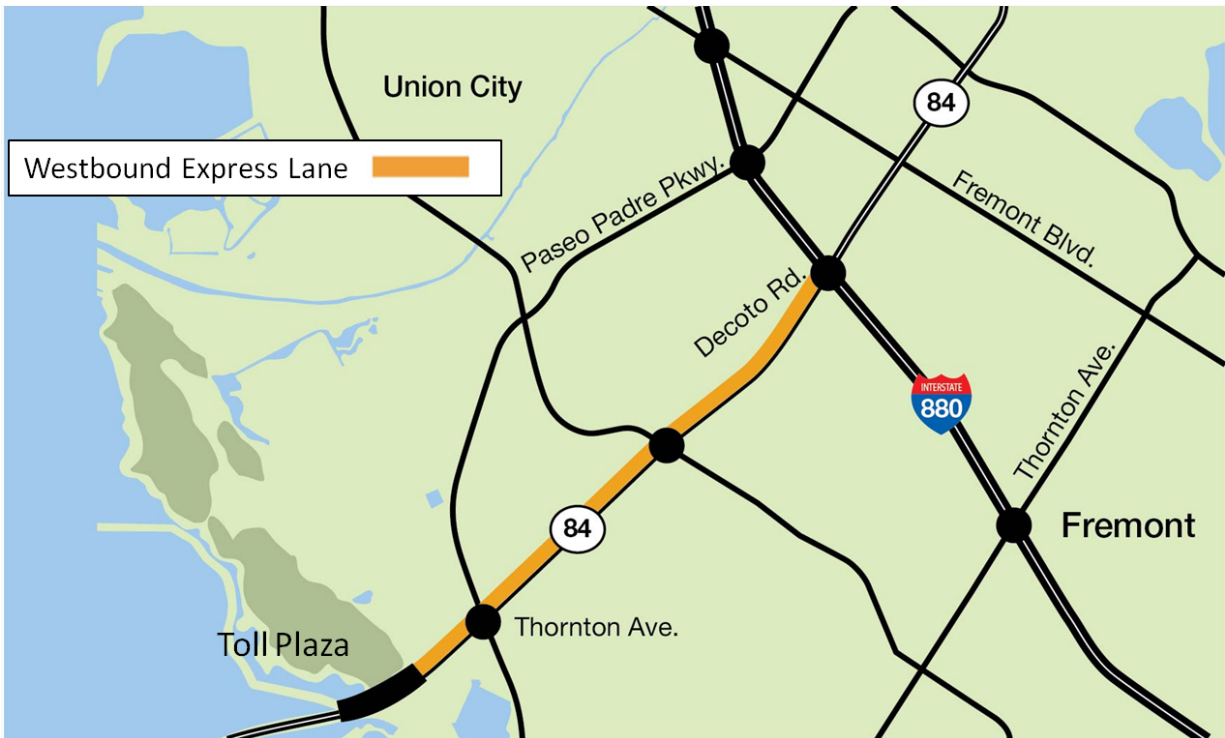 Union City
84
Westbound Express Lane
Paseo Padre Pkwy.
Fremont Blvd.
Decoto Rd.
INTERSTATE
880
Thornton Ave.
84
Fremont
Thornton Ave.
Toll Plaza